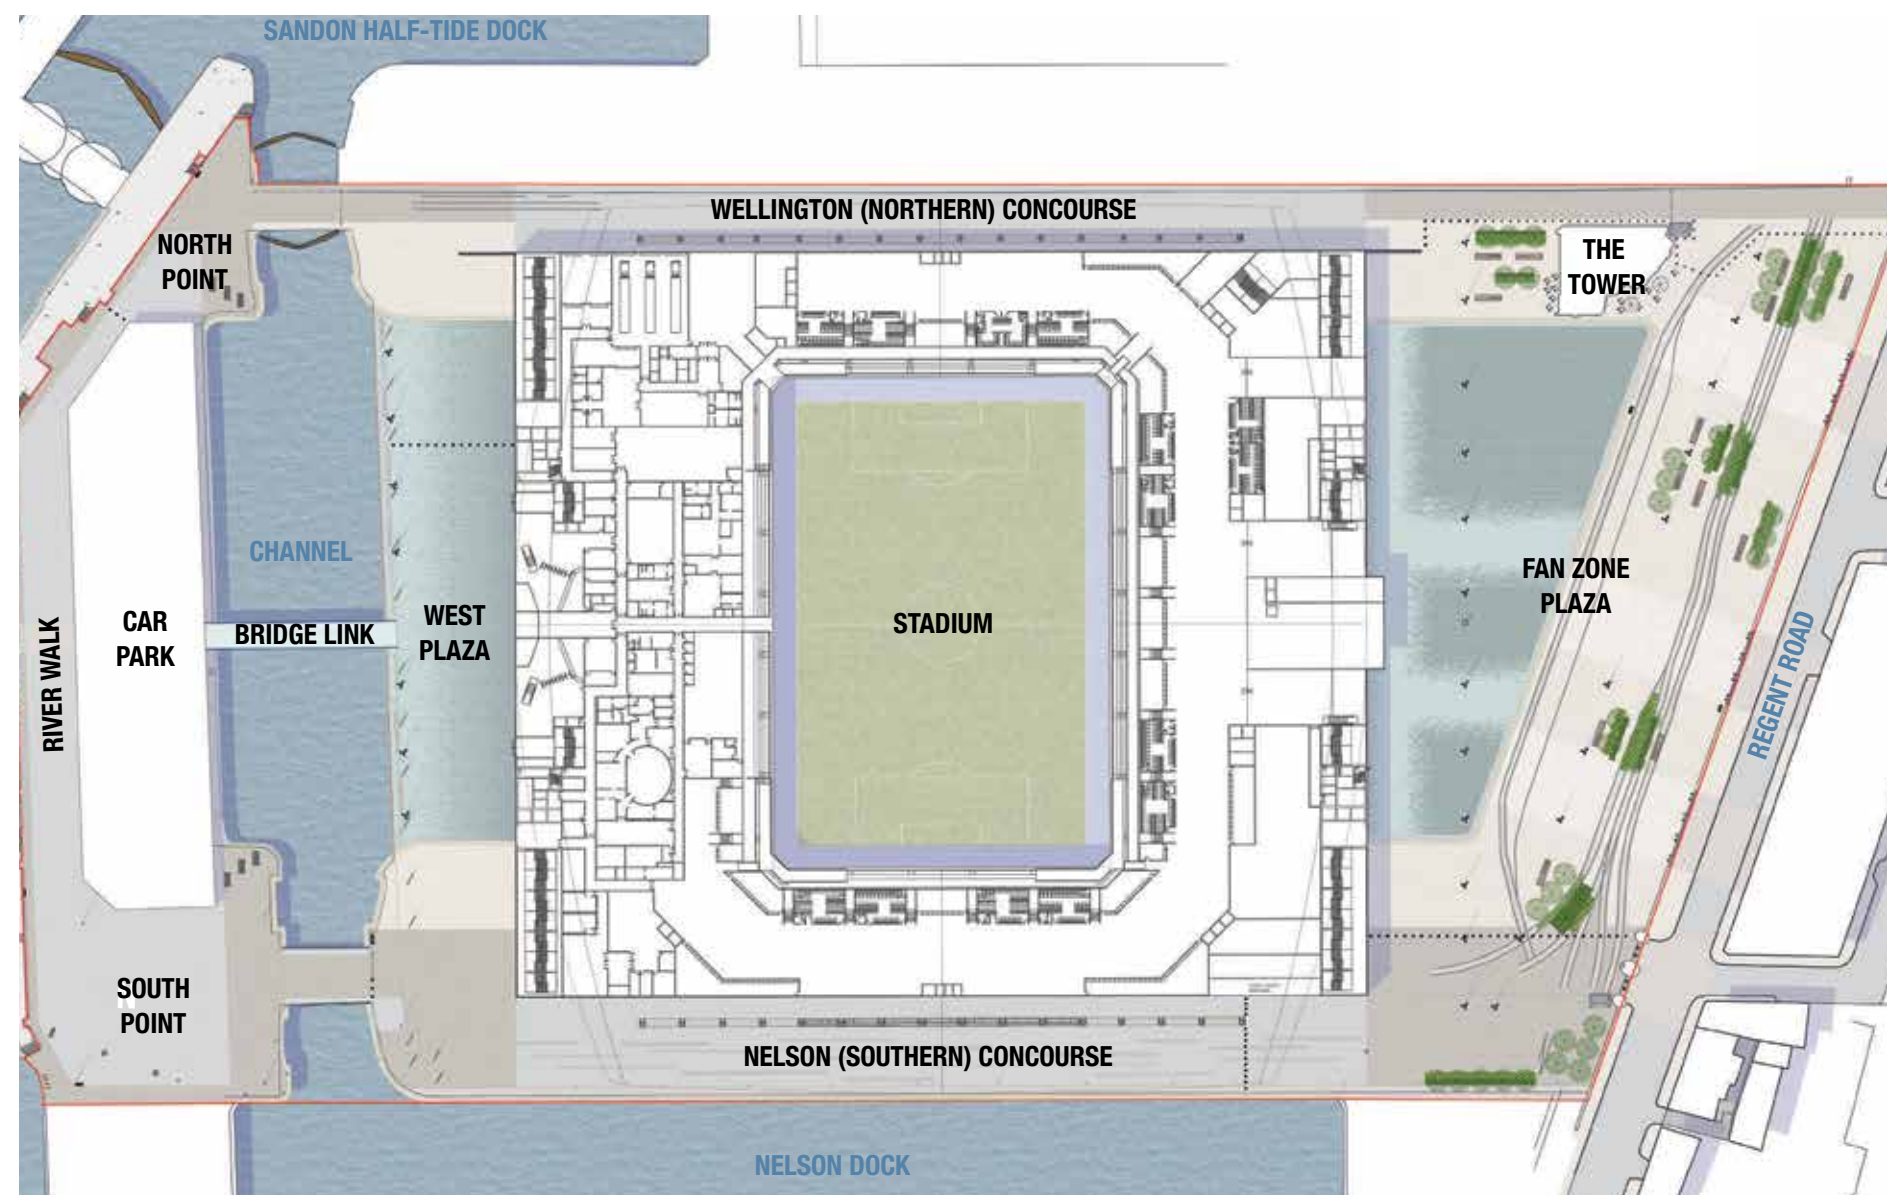 SANDON HALF-TIDE DOCK
WELLINGTON (NORTHERN) CONCOURSE
NORTH
POINT
THE
TOWER
CHANNEL
FAN ZONE
PLAZA
RIVER WALK
CAR
PARK
BRIDGE LINK
WEST
PLAZA
STADIUM
REGENT ROAD
SOUTH
POINT
NELSON (SOUTHERN) CONCOURSE
NELSON DOCK